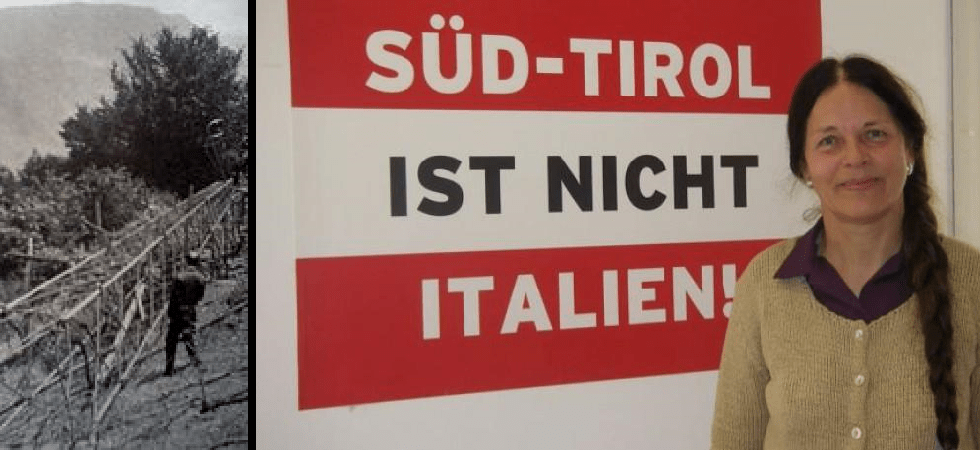 SÜD-TIROL
IST NICHT
ITALIEN!